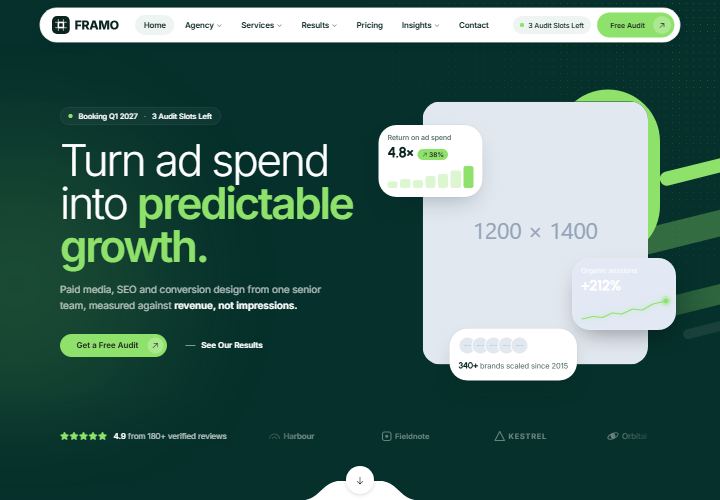 FRAMO
Home
Agency
Services
Results
Pricing
Insights
Contact
3 Audit Slots Left
Free Audit
Booking Q1 2027 · 3 Audit Slots Left
Turn ad spend
into predictable
growth.
Paid media, SEO and conversion design from one senior
team, measured against revenue, not impressions.
Get a Free Audit
See Our Results
Return on ad spend
4.8×
38%
1200 × 1400
Organic sessions
+212%
340+ brands scaled since 2015
4.9 from 180+ verified reviews
Harbour
Fieldnote
KESTREL
Orbital